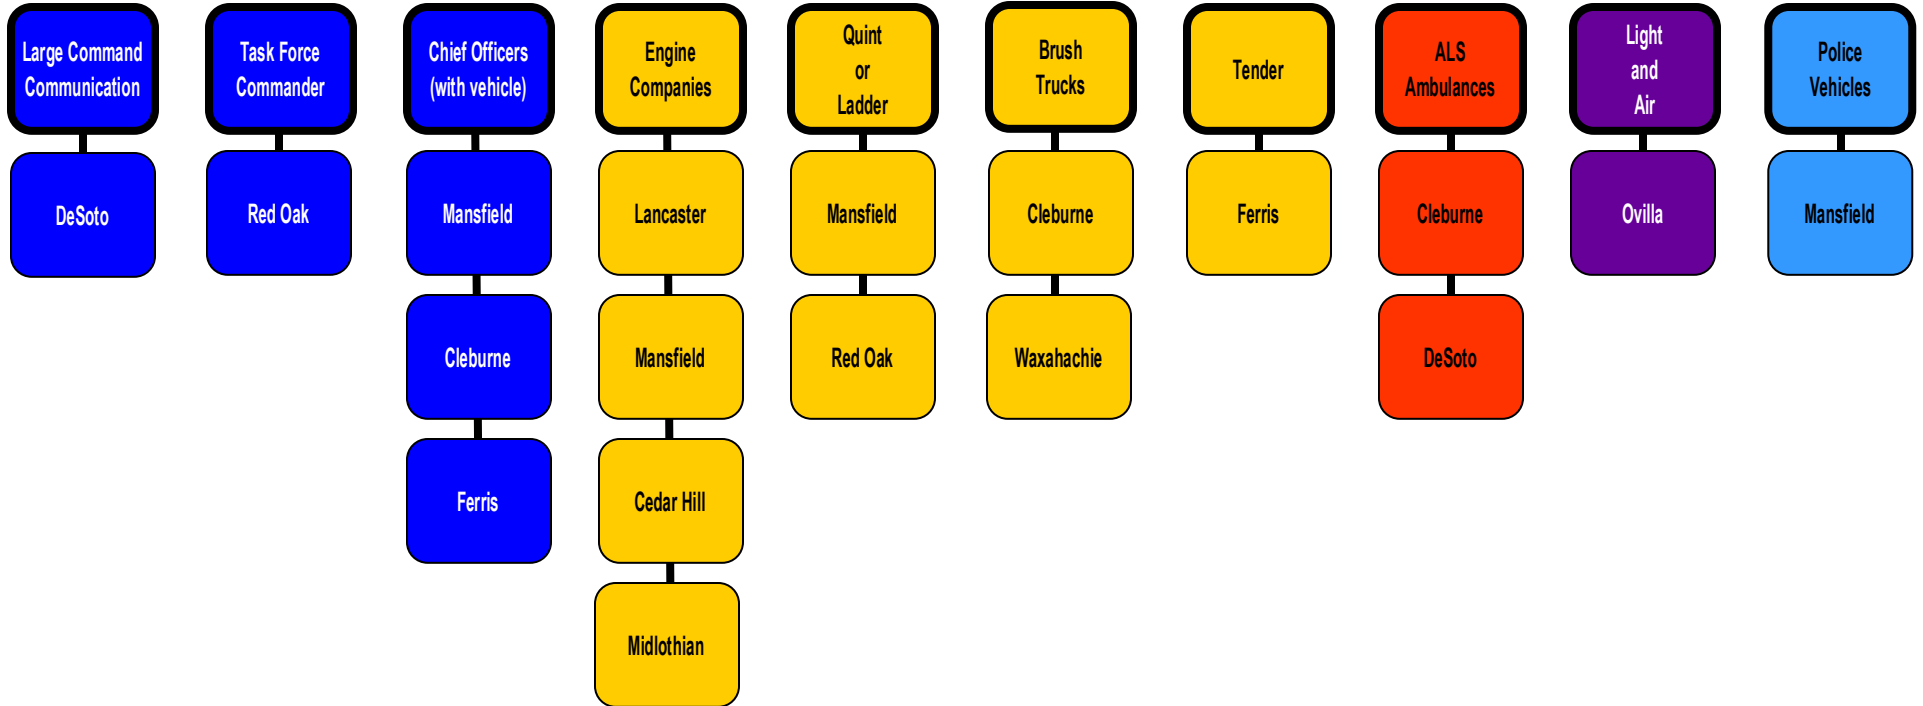 Large Command
Communication
Task Force
Commander
Chief Officers
(with vehicle)
Engine
Companies
Quint
or
Ladder
Brush
Trucks
Tender
ALS
Ambulances
Light
and
Air
Police
Vehicles
DeSoto
Red Oak
Mansfield
Lancaster
Mansfield
Cleburne
Ferris
Cleburne
Ovilla
Mansfield
Cleburne
Mansfield
Red Oak
Waxahachie
DeSoto
Ferris
Cedar Hill
Midlothian